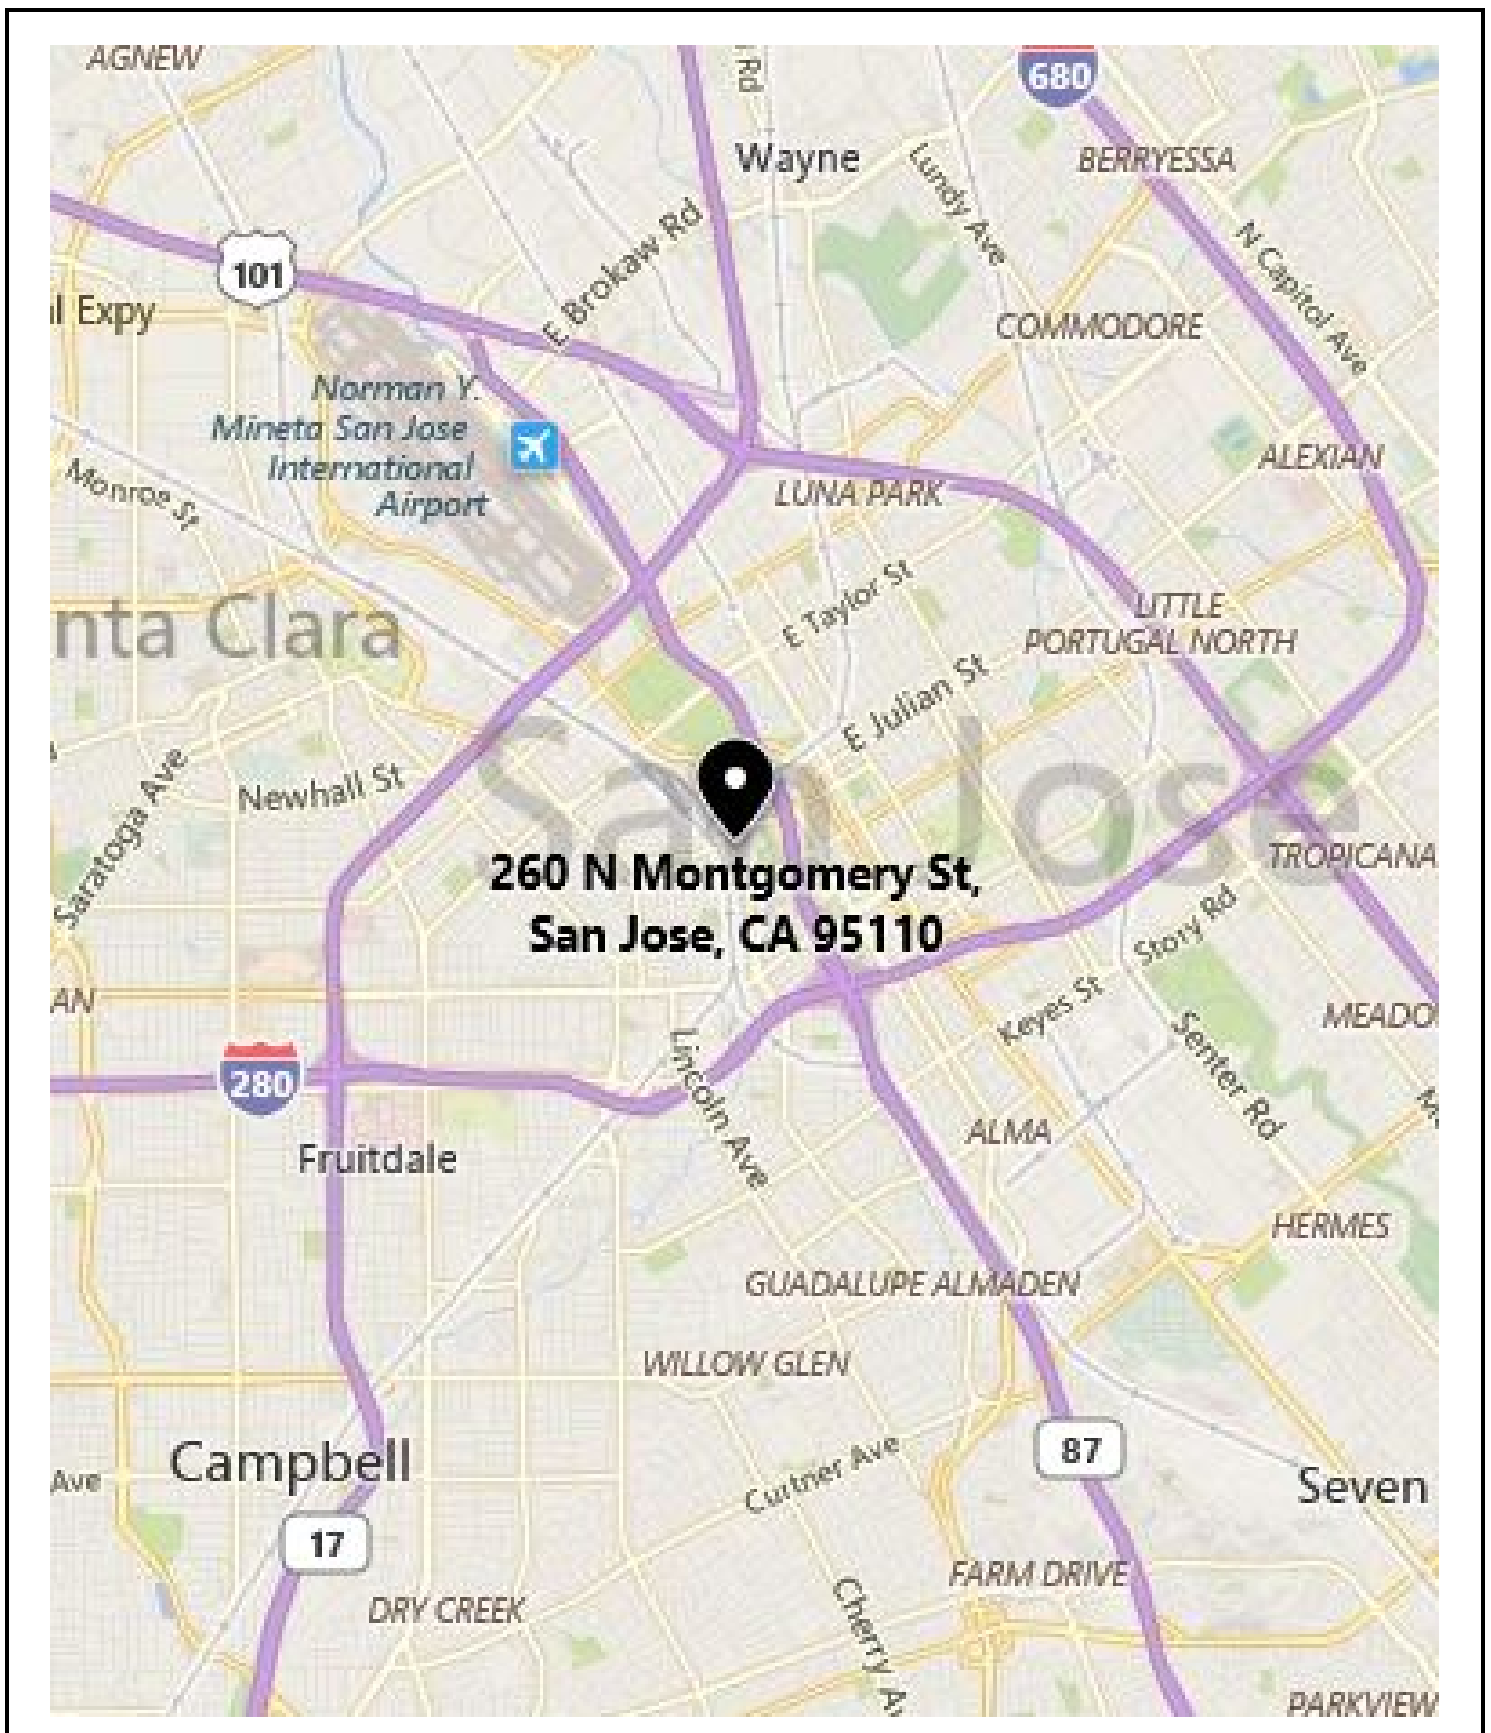 AGNEW
Rd
680
Wayne
BERRYESSA
Lundy Ave
E Brokaw Rd
N Capitol Ave
101
l Expy
COMMODORE
Norman Y.
Mineta San Jose
International
Airport
Monroe St
ALEXIAN
LUNA PARK
E Taylor St
LITTLE
PORTUGAL NORTH
nta Clara
E Julian St
San Jose
Newhall St
Saratoga Ave
TROPICANA
260 N Montgomery St,
San Jose, CA 95110
Story Rd
AN
Keyes St
MEADO
Senter Rd
Lincoln Ave
280
ALMA
Fruitdale
HERMES
GUADALUPE ALMADEN
WILLOW GLEN
87
Campbell
Curtner Ave
Ave
Seven
17
FARM DRIVE
DRY CREEK
Cherry Av
PARKVIEW